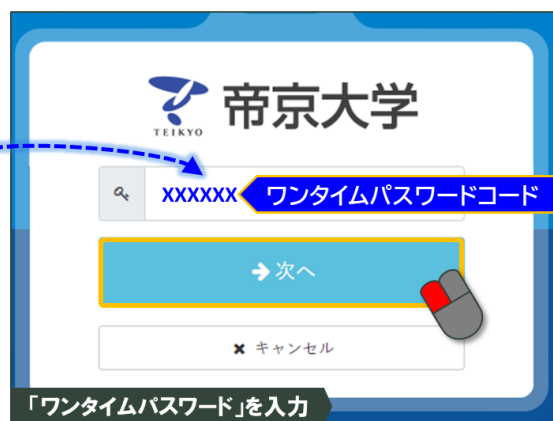 帝京大学
TEIKYO
XXXXXX
ワンタイムパスワードコード
次へ
キャンセル
「ワンタイムパスワード」を入力